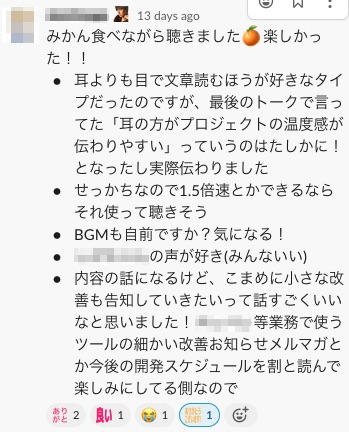 13 days ago
みかん食べながら聴きました🍊楽しかっ
た！！
• 耳よりも目で文章読むほうが好きなタイ
プだったのですが、最後のトークで言っ
てた「耳の方がプロジェクトの温度感が
伝わりやすい」っていうのはたしかに！
となったし実際伝わりました
• せっかちなので1.5倍速とかできるなら
それ使って聴きそう
• BGMも自前ですか？気になる！
• の声が好き(みんないい)
• 内容の話になるけど、こまめに小さな改
善も告知していきたいって話すごくいい
なと思いました！ 等業務で使う
ツールの細かい改善お知らせメルマガと
か今後の開発スケジュールを割と読んで
楽しみにしてる側なので
ありがと 2 良い 1 😭 1 1